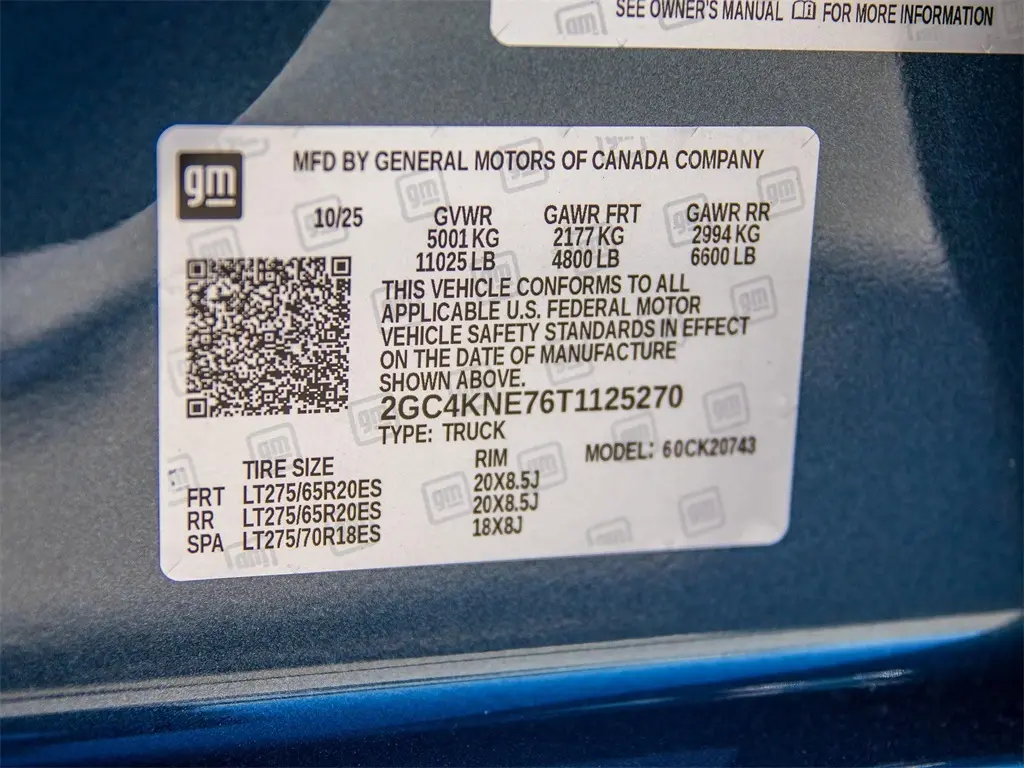 SEE OWNER'S MANUAL FOR MORE INFORMATION
gm
MFD BY GENERAL MOTORS OF CANADA COMPANY
10/25 GVWR GAWR FRT GAWR RR
5001 KG 2177 KG 2994 KG
11025 LB 4800 LB 6600 LB
THIS VEHICLE CONFORMS TO ALL
APPLICABLE U.S. FEDERAL MOTOR
VEHICLE SAFETY STANDARDS IN EFFECT
ON THE DATE OF MANUFACTURE
SHOWN ABOVE.
2GC4KNE76T1125270
TYPE: TRUCK
MODEL: 60CK20743
TIRE SIZE RIM
FRT LT275/65R20ES 20X8.5J
RR LT275/65R20ES 20X8.5J
SPA LT275/70R18ES 18X8J